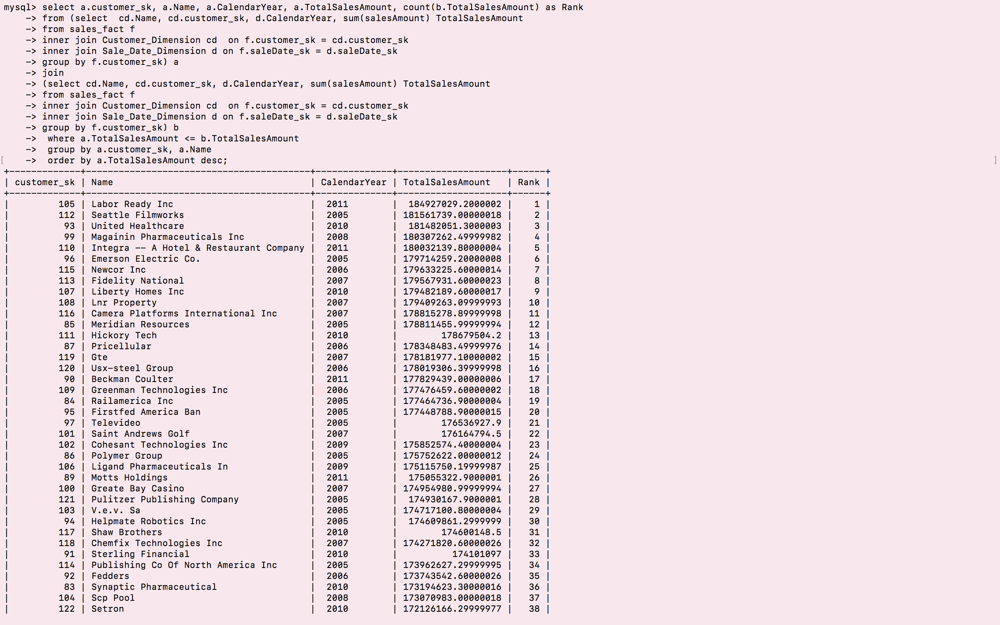 mysql> select a.customer_sk, a.Name, a.CalendarYear, a.TotalSalesAmount, count(b.TotalSalesAmount) as Rank
    -> from (select  cd.Name, cd.customer_sk, d.CalendarYear, sum(salesAmount) TotalSalesAmount
    -> from sales_fact f
    -> inner join Customer_Dimension cd  on f.customer_sk = cd.customer_sk
    -> inner join Sale_Date_Dimension d on f.saleDate_sk = d.saleDate_sk
    -> group by f.customer_sk) a
    -> join
    -> (select cd.Name, cd.customer_sk, d.CalendarYear, sum(salesAmount) TotalSalesAmount
    -> from sales_fact f
    -> inner join Customer_Dimension cd  on f.customer_sk = cd.customer_sk
    -> inner join Sale_Date_Dimension d on f.saleDate_sk = d.saleDate_sk
    -> group by f.customer_sk) b
    ->  where a.TotalSalesAmount <= b.TotalSalesAmount
    ->  group by a.customer_sk, a.Name
[    ->  order by a.TotalSalesAmount desc; ]
+-------------+-----------------------------------------+--------------+--------------------+------+
| customer_sk | Name                                    | CalendarYear | TotalSalesAmount   | Rank |
+-------------+-----------------------------------------+--------------+--------------------+------+
|         105 | Labor Ready Inc                         |  2011        |  184927029.2000002 |    1 |
|         112 | Seattle Filmworks                       |  2005        | 181561739.00000018 |    2 |
|          93 | United Healthcare                       |  2010        |  181482051.3000003 |    3 |
|          99 | Magainin Pharmaceuticals Inc            |  2008        | 180307262.49999982 |    4 |
|         110 | Integra -- A Hotel & Restaurant Company |  2011        | 180032139.80000004 |    5 |
|          96 | Emerson Electric Co.                    |  2005        | 179714259.20000008 |    6 |
|         115 | Newcor Inc                              |  2006        | 179633225.60000014 |    7 |
|         113 | Fidelity National                       |  2007        | 179567931.60000023 |    8 |
|         107 | Liberty Homes Inc                       |  2010        | 179482189.60000017 |    9 |
|         108 | Lnr Property                            |  2007        | 179409263.09999993 |   10 |
|         116 | Camera Platforms International Inc      |  2007        | 178815278.89999998 |   11 |
|          85 | Meridian Resources                      |  2005        | 178811455.99999994 |   12 |
|         111 | Hickory Tech                            |  2010        |        178679504.2 |   13 |
|          87 | Pricellular                             |  2006        | 178348483.49999976 |   14 |
|         119 | Gte                                     |  2007        | 178181977.10000002 |   15 |
|         120 | Usx-steel Group                         |  2006        | 178019306.39999998 |   16 |
|          90 | Beckman Coulter                         |  2011        | 177829439.00000006 |   17 |
|         109 | Greenman Technologies Inc               |  2006        | 177476459.60000002 |   18 |
|          84 | Railamerica Inc                         |  2005        | 177464736.90000004 |   19 |
|          95 | Firstfed America Ban                    |  2005        | 177448788.90000015 |   20 |
|          97 | Televideo                               |  2005        |        176536927.9 |   21 |
|         101 | Saint Andrews Golf                      |  2007        |        176164794.5 |   22 |
|         102 | Cohesant Technologies Inc               |  2009        | 175852574.40000004 |   23 |
|          86 | Polymer Group                           |  2005        | 175752622.00000012 |   24 |
|         106 | Ligand Pharmaceuticals In               |  2009        | 175115750.19999987 |   25 |
|          89 | Motts Holdings                          |  2011        |  175055322.9000001 |   26 |
|         100 | Greate Bay Casino                       |  2007        | 174954980.99999994 |   27 |
|         121 | Pulitzer Publishing Company             |  2005        |  174930167.9000001 |   28 |
|         103 | V.e.v. Sa                               |  2005        | 174717100.80000004 |   29 |
|          94 | Helpmate Robotics Inc                   |  2005        |  174609861.2999999 |   30 |
|         117 | Shaw Brothers                           |  2010        |        174600148.5 |   31 |
|         118 | Chemfix Technologies Inc                |  2007        | 174271820.60000026 |   32 |
|          91 | Sterling Financial                      |  2010        |          174101097 |   33 |
|         114 | Publishing Co Of North America Inc      |  2005        | 173962627.29999995 |   34 |
|          92 | Fedders                                 |  2006        | 173743542.60000026 |   35 |
|          83 | Synaptic Pharmaceutical                 |  2010        | 173194623.30000016 |   36 |
|         104 | Scp Pool                                |  2008        | 173070983.00000018 |   37 |
|         122 | Setron                                  |  2010        | 172126166.29999977 |   38 |